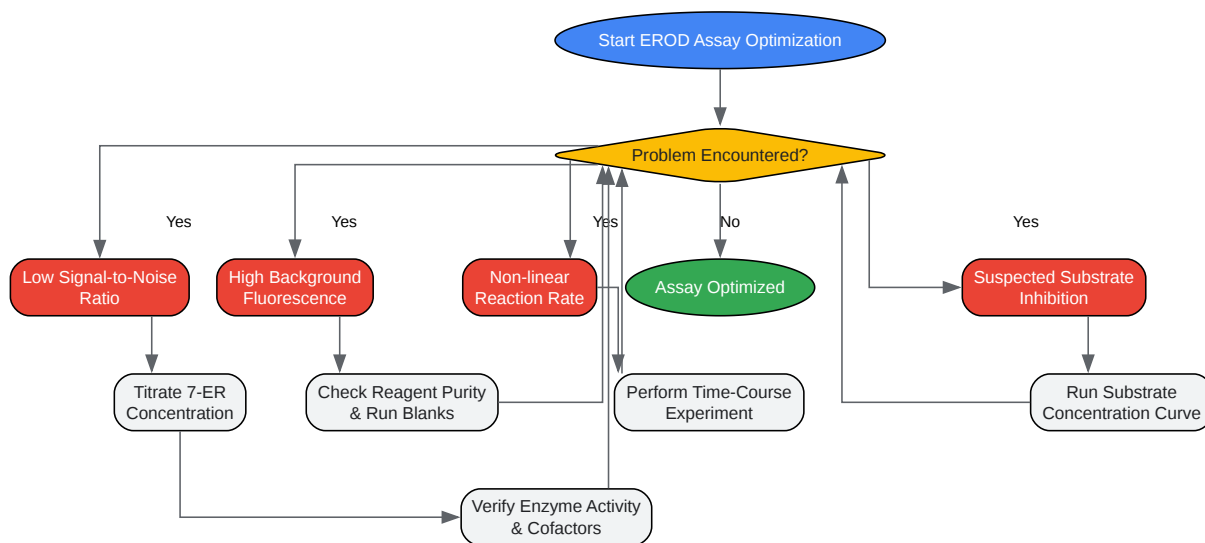 Start EROD Assay Optimization
Problem Encountered?
Yes
Yes
Yes
No
Yes
Low Signal-to-Noise
Ratio
High Background
Fluorescence
Non-linear
Reaction Rate
Assay Optimized
Suspected Substrate
Inhibition
Titrate 7-ER
Concentration
Check Reagent Purity
& Run Blanks
Perform Time-Course
Experiment
Run Substrate
Concentration Curve
Verify Enzyme Activity
& Cofactors